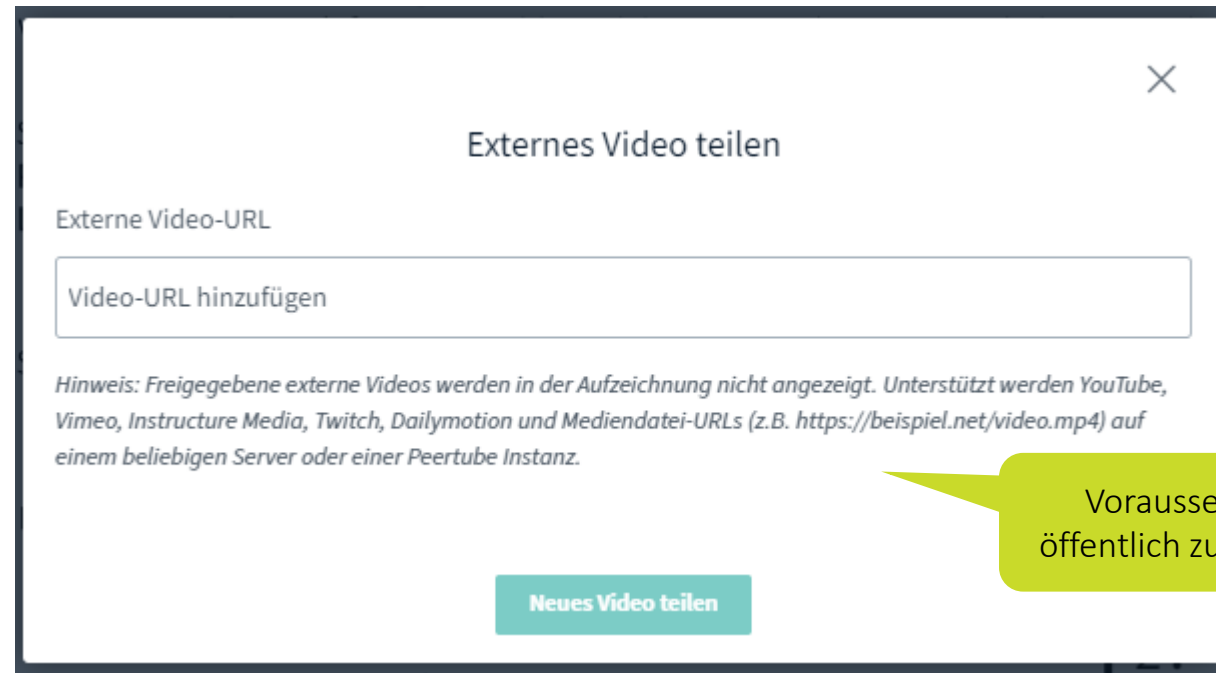 Externes Video teilen
Externe Video-URL
Video-URL hinzufügen
Hinweis: Freigegebene externe Videos werden in der Aufzeichnung nicht angezeigt. Unterstützt werden YouTube,
Vimeo, Instructure Media, Twitch, Dailymotion und Mediendatei-URLs (z.B. https://beispiel.net/video.mp4) auf
einem beliebigen Server oder einer Peertube Instanz.
öffentlich
Neues Video teilen